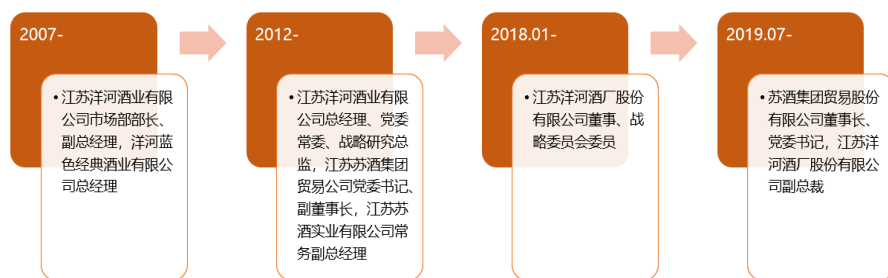 2007-
• 江苏洋河酒业有限
公司市场部部长、
副总经理，洋河蓝
色经典酒业有限公
司总经理
2012-
• 江苏洋河酒业有限
公司总经理、党委
常委、战略研究总
监，江苏苏酒集团
贸易公司党委书记、
副董事长，江苏苏
酒实业有限公司常
务副总经理
2018.01-
• 江苏洋河酒厂股份
有限公司董事、战
略委员会委员
2019.07-
• 苏酒集团贸易股份
有限公司董事长、
党委书记，江苏洋
河酒厂股份有限公
司副总裁